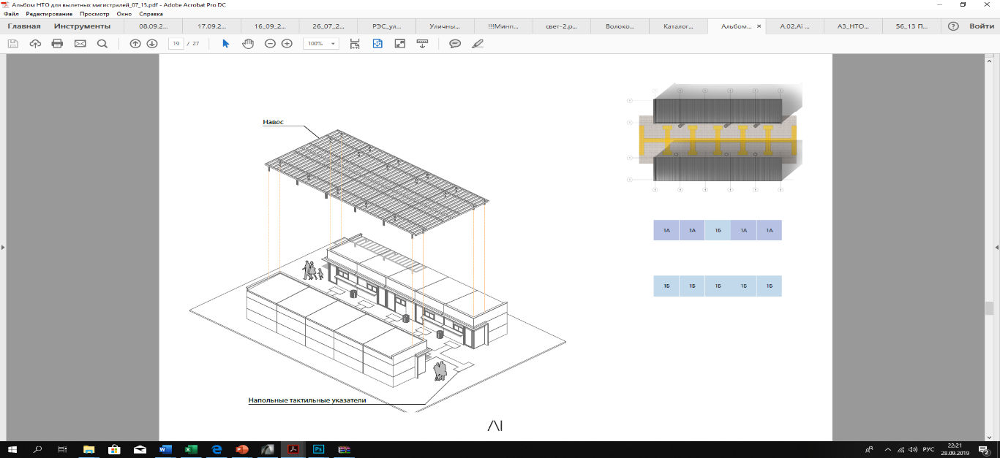 Альбом НТО для вылетных магистралей_07_15.pdf - Adobe Acrobat Pro DC
Файл Редактирование Просмотр Окно Справка
Главная Инструменты 08.09.2... 17.09.2... 16_09_2... 26_07_2... РЭС_ул... Уличны... !!!Минп... свет-2.p... Волоко... Каталог... Альбом... × А.02.Ai ... А3_НТО... 56_13 П... Войти
19 / 27 100%
Навес
1А 1А 1Б 1А 1А
1Б 1Б 1Б 1Б 1Б
Напольные тактильные указатели
РУС 22:21
28.09.2019 2